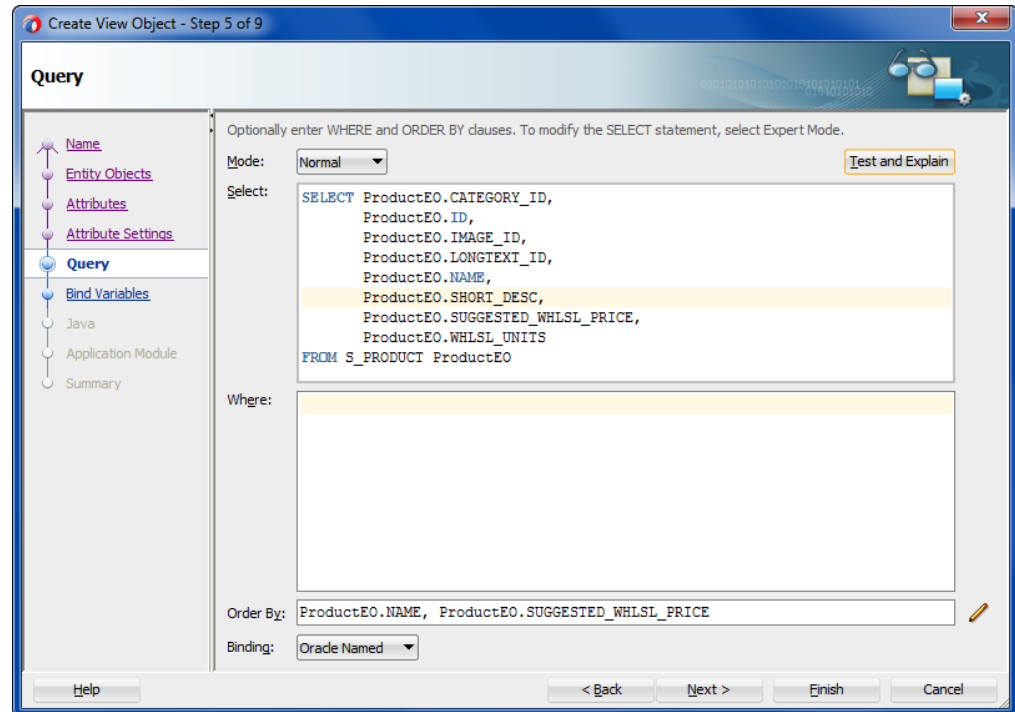 Create View Object - Step 5 of 9
Query
Name
Entity Objects
Attributes
Attribute Settings
Query
Bind Variables
Java
Application Module
Summary
Optionally enter WHERE and ORDER BY clauses. To modify the SELECT statement, select Expert Mode.
Mode: Normal Test and Explain
Select:
SELECT ProductEO.CATEGORY_ID,
ProductEO.ID,
ProductEO.IMAGE_ID,
ProductEO.LONGTEXT_ID,
ProductEO.NAME,
ProductEO.SHORT_DESC,
ProductEO.SUGGESTED_WHLSL_PRICE,
ProductEO.WHLSL_UNITS
FROM S_PRODUCT ProductEO
Where:
Order By: ProductEO.NAME, ProductEO.SUGGESTED_WHLSL_PRICE
Binding: Oracle Named
Help < Back Next > Finish Cancel